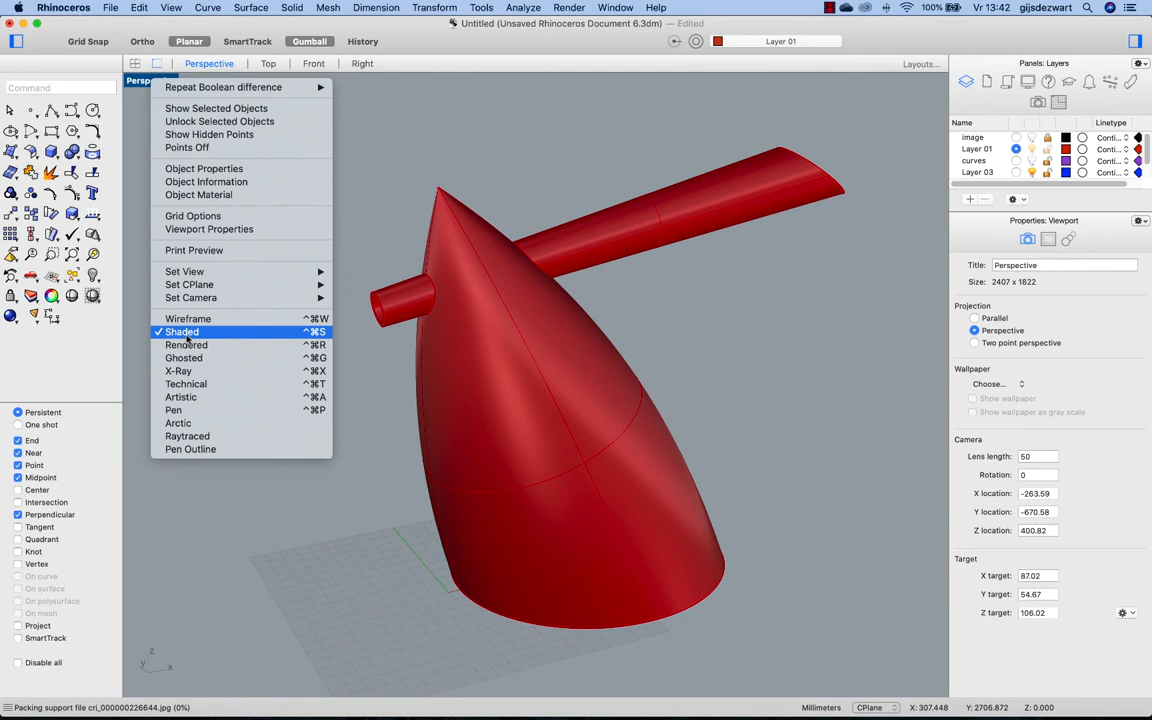 Rhinoceros File Edit View Curve Surface Solid Mesh Dimension Transform Tools Analyze Render Window Help 100% Vr 13:42 gijsdezwart
Untitled (Unsaved Rhinoceros Document 6.3dm) — Edited
Grid Snap Ortho Planar SmartTrack Gumball History Layer 01
Perspective Top Front Right Layouts...
Panels: Layers
Command
Name Linetype
image Conti...
Layer 01 Conti...
curves Conti...
Layer 03 Conti...
Repeat Boolean difference
Show Selected Objects
Unlock Selected Objects
Show Hidden Points
Points Off
Object Properties
Object Information
Object Material
Grid Options
Viewport Properties
Print Preview
Set View
Set CPlane
Set Camera
Wireframe ^⌘W
✓ Shaded ^⌘S
Rendered ^⌘R
Ghosted ^⌘G
X-Ray ^⌘X
Technical ^⌘T
Artistic ^⌘A
Pen ^⌘P
Arctic
Raytraced
Pen Outline
Properties: Viewport
Title: Perspective
Size: 2407 x 1822
Projection
Parallel
Perspective
Two point perspective
Wallpaper
Choose...
Show wallpaper
Show wallpaper as gray scale
Camera
Lens length: 50
Rotation: 0
X location: -263.59
Y location: -670.58
Z location: 400.82
Target
X target: 87.02
Y target: 54.67
Z target: 106.02
Persistent
One shot
End
Near
Point
Midpoint
Center
Intersection
Perpendicular
Tangent
Quadrant
Knot
Vertex
On curve
On surface
On polysurface
On mesh
Project
SmartTrack
Disable all
z
y x
Packing support file cri_000000226644.jpg (0%) Millimeters CPlane X: 307.448 Y: 2706.872 Z: 0.000